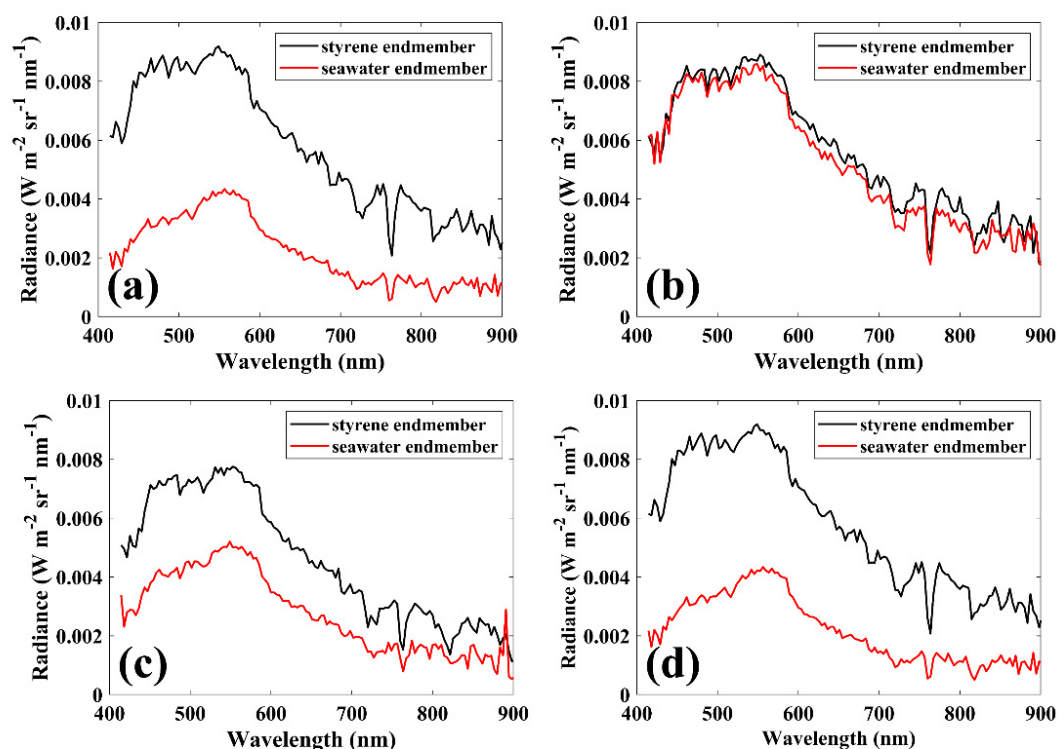 0.01
0.008
0.006
0.004
0.002
0
Radiance (W m-2 sr-1 nm-1)
styrene endmember
seawater endmember
(a)
400 500 600 700 800 900
Wavelength (nm)
0.01
0.008
0.006
0.004
0.002
0
Radiance (W m-2 sr-1 nm-1)
styrene endmember
seawater endmember
(b)
400 500 600 700 800 900
Wavelength (nm)
0.01
0.008
0.006
0.004
0.002
0
Radiance (W m-2 sr-1 nm-1)
styrene endmember
seawater endmember
(c)
400 500 600 700 800 900
Wavelength (nm)
0.01
0.008
0.006
0.004
0.002
0
Radiance (W m-2 sr-1 nm-1)
styrene endmember
seawater endmember
(d)
400 500 600 700 800 900
Wavelength (nm)